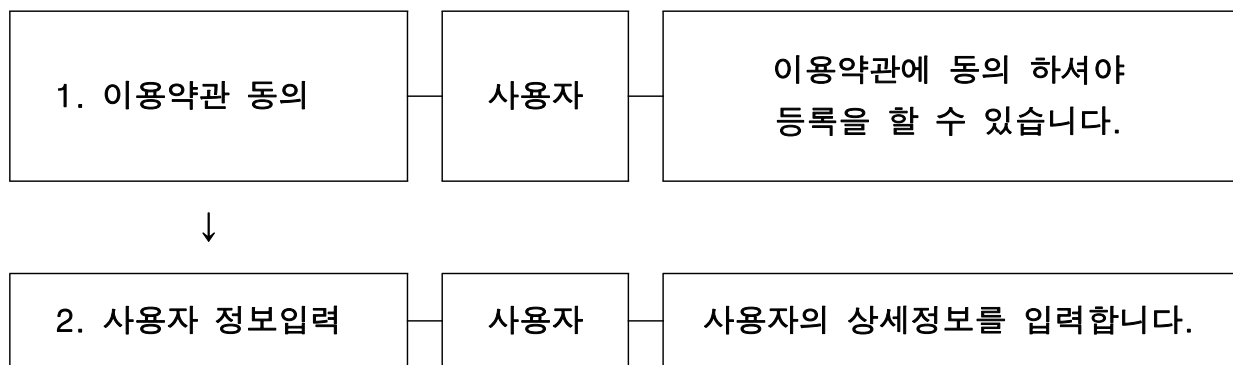 1. 이용약관 동의
사용자
이용약관에 동의 하셔야
등록을 할 수 있습니다.
↓
2. 사용자 정보입력
사용자
사용자의 상세정보를 입력합니다.